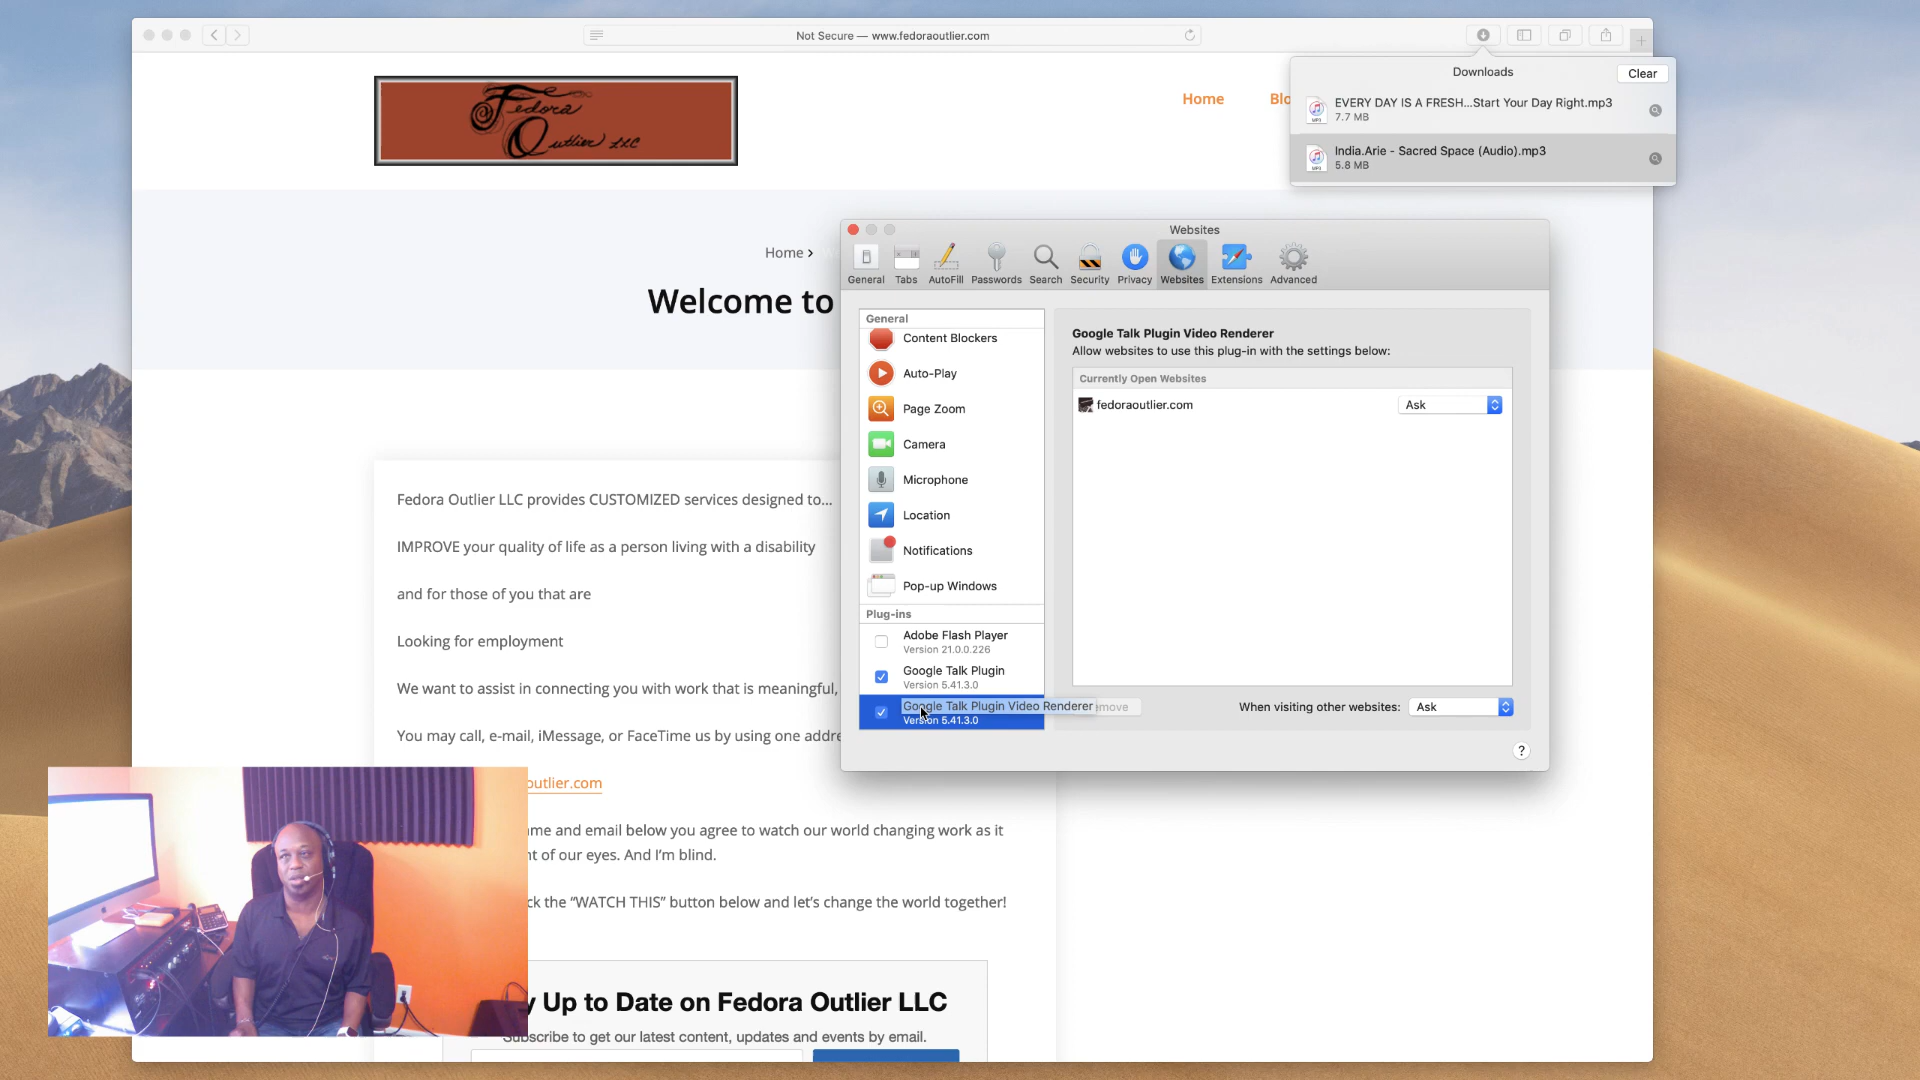 Not Secure — www.fedoraoutlier.com
Downloads
Clear
EVERY DAY IS A FRESH...Start Your Day Right.mp3
7.7 MB
India.Arie - Sacred Space (Audio).mp3
5.8 MB
Fedora
Outlier LLC
Home
Blo
Home >
Welcome to
Fedora Outlier LLC provides CUSTOMIZED services designed to...
IMPROVE your quality of life as a person living with a disability
and for those of you that are
Looking for employment
We want to assist in connecting you with work that is meaningful,
You may call, e-mail, iMessage, or FaceTime us by using one addre
outlier.com
me and email below you agree to watch our world changing work as it
nt of our eyes. And I'm blind.
ck the "WATCH THIS" button below and let's change the world together!
y Up to Date on Fedora Outlier LLC
Subscribe to get our latest content, updates and events by email.
Websites
General
Tabs
AutoFill
Passwords
Search
Security
Privacy
Websites
Extensions
Advanced
General
Content Blockers
Auto-Play
Page Zoom
Camera
Microphone
Location
Notifications
Pop-up Windows
Plug-ins
Adobe Flash Player
Version 21.0.0.226
Google Talk Plugin
Version 5.41.3.0
Google Talk Plugin Video Renderer
Version 5.41.3.0
Google Talk Plugin Video Renderer
Allow websites to use this plug-in with the settings below:
Currently Open Websites
fedoraoutlier.com
Ask
emove
When visiting other websites:
Ask
?